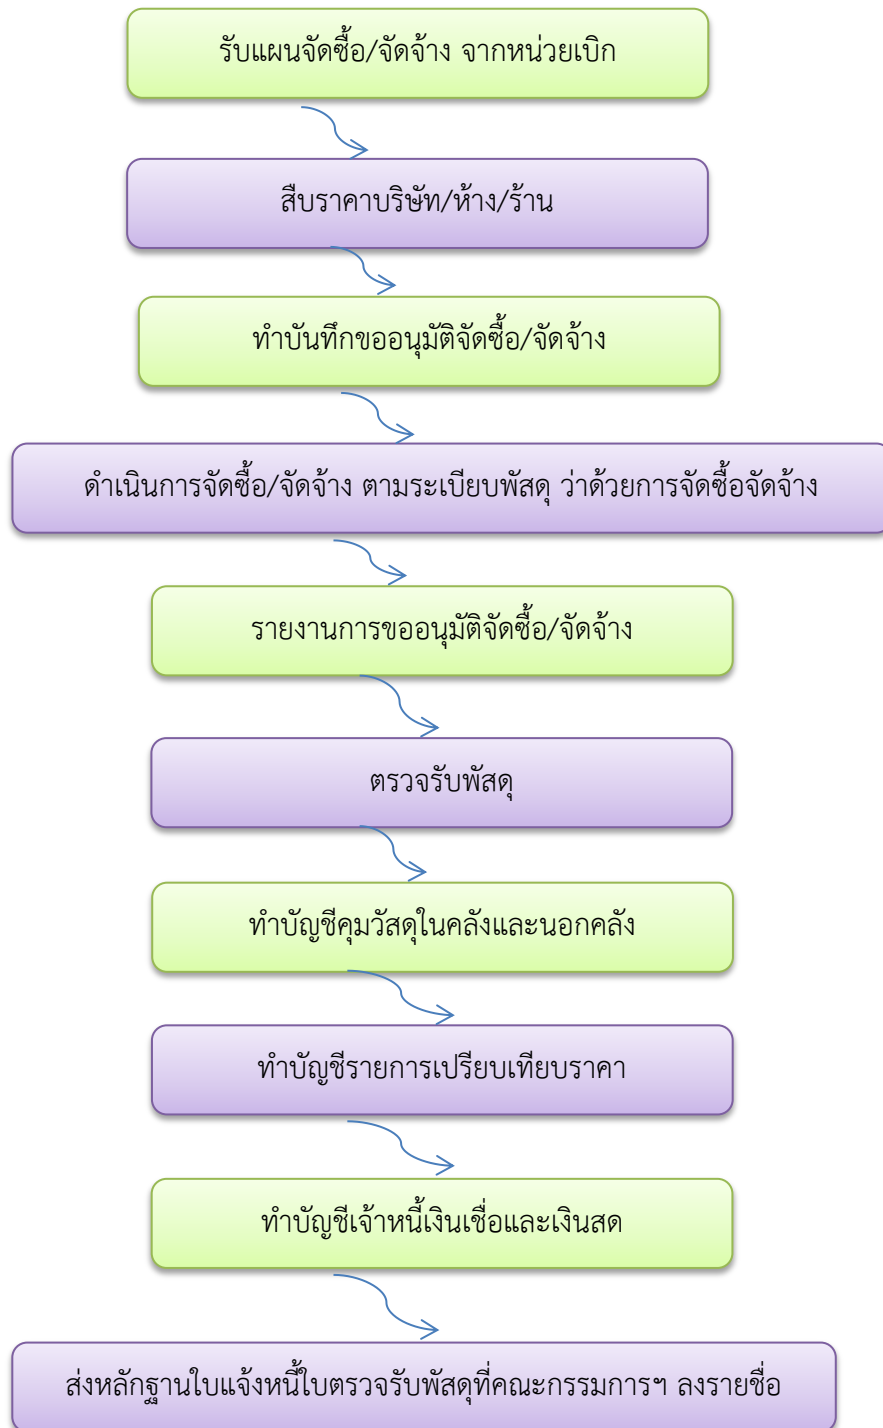 รับแผนจัดซื้อ/จัดจ้าง จากหน่วยเบิก
สืบราคาบริษัท/ห้าง/ร้าน
ทำบันทึกขออนุมัติจัดซื้อ/จัดจ้าง
ดำเนินการจัดซื้อ/จัดจ้าง ตามระเบียบพัสดุ ว่าด้วยการจัดซื้อจัดจ้าง
รายงานการขออนุมัติจัดซื้อ/จัดจ้าง
ตรวจรับพัสดุ
ทำบัญชีคุมวัสดุในคลังและนอกคลัง
ทำบัญชีรายการเปรียบเทียบราคา
ทำบัญชีเจ้าหนี้เงินเชื่อและเงินสด
ส่งหลักฐานใบแจ้งหนี้ใบตรวจรับพัสดุที่คณะกรรมการฯ ลงรายชื่อ